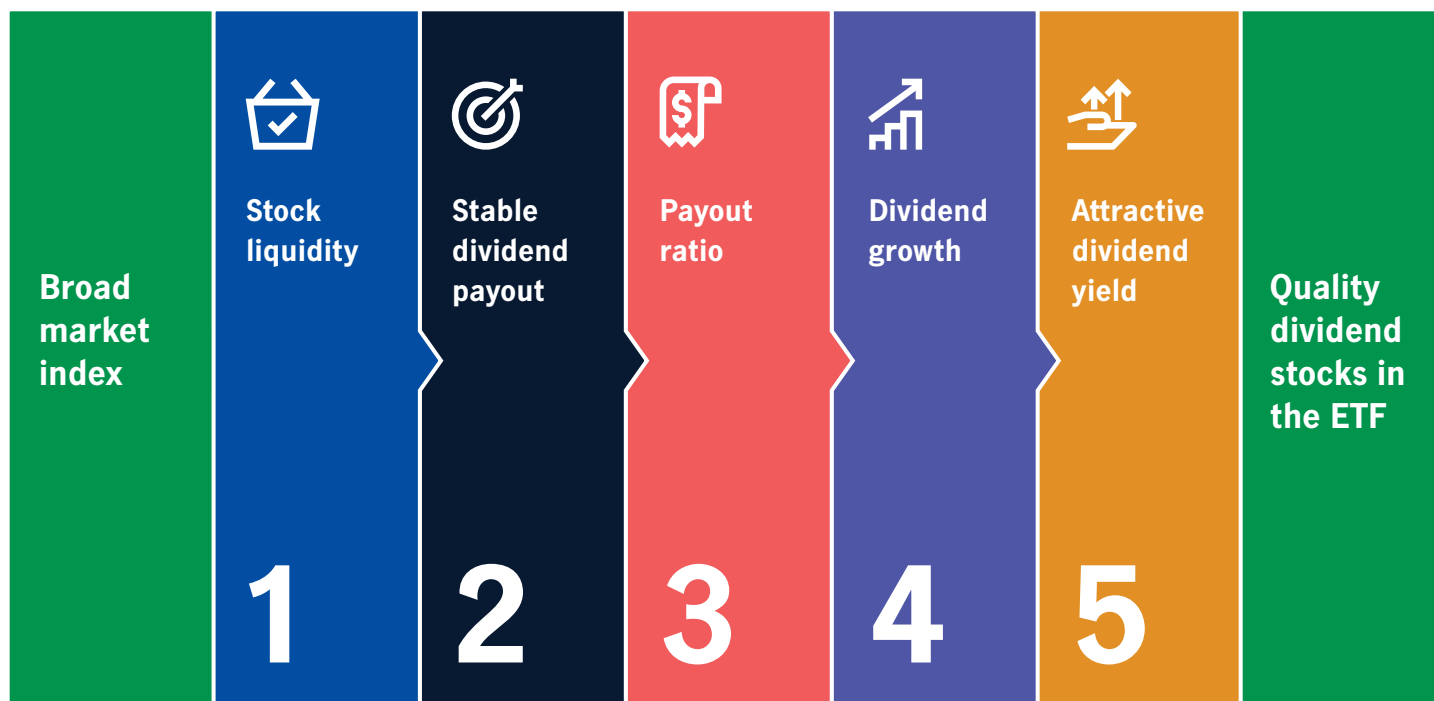 Broad
market
index
Stock
liquidity
1
Stable
dividend
payout
2
$
Payout
ratio
3
Dividend
growth
4
Attractive
dividend
yield
5
Quality
dividend
stocks in
the ETF